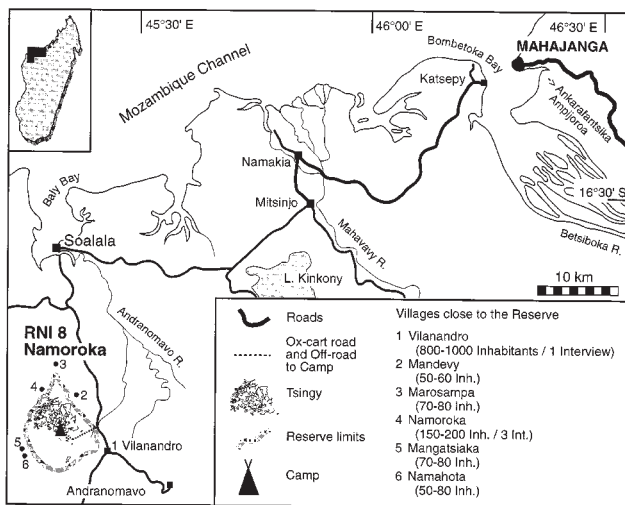 45°30' E
46°00' E
46°30' E
Mozambique Channel
Bombetoka Bay
MAHAJANGA
Katsepy
-> Ankarafantsika
Ampijoroa
Namakia
16°30' S
Baly Bay
Mitsinjo
Mahavavy R.
Betsiboka R.
Soalala
L. Kinkony
10 km
Andranomavo R.
RNI 8
Namoroka
3
4
2
5
6
1 Vilanandro
Andranomavo
Roads
Ox-cart road
and Off-road
to Camp
Tsingy
Reserve limits
Camp
Villages close to the Reserve
1 Vilanandro
(800-1000 Inhabitants / 1 Interview)
2 Mandevy
(50-60 Inh.)
3 Marosarnpa
(70-80 Inh.)
4 Namoroka
(150-200 Inh. / 3 Int.)
5 Mangatsiaka
(70-80 Inh.)
6 Namahota
(50-80 Inh.)